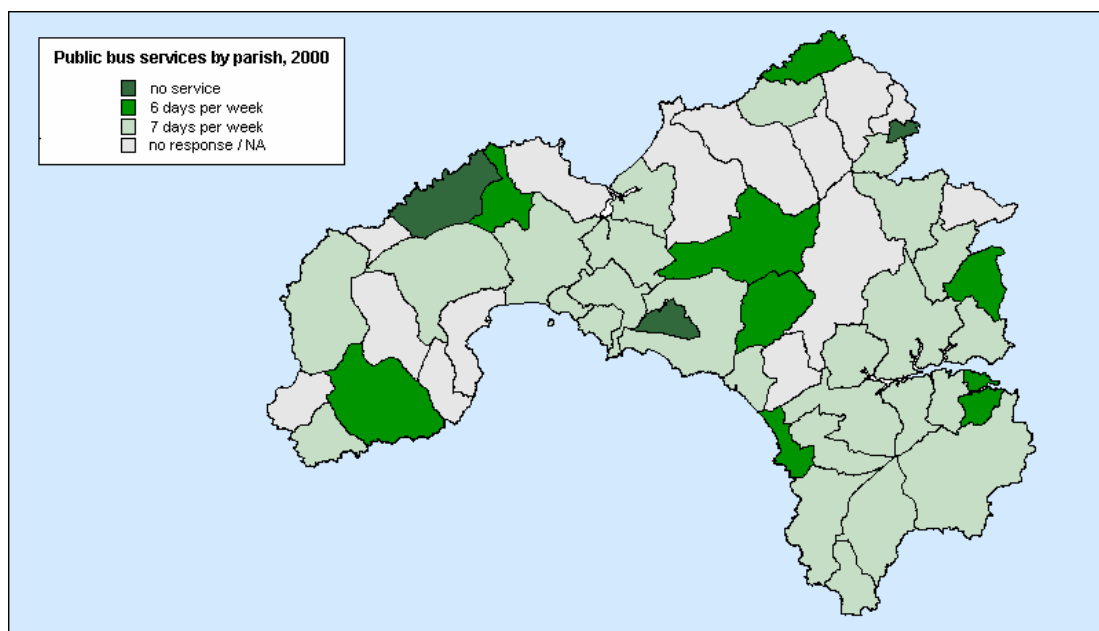 Public bus services by parish, 2000
no service
6 days per week
7 days per week
no response / NA